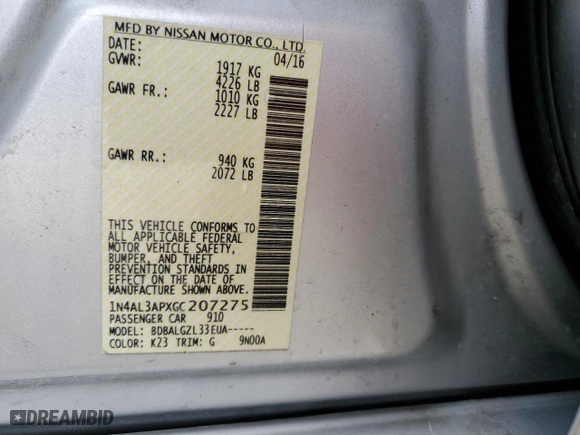 MFD BY NISSAN MOTOR CO., LTD.
DATE: 04/16
GVWR: 1917 KG
4226 LB
GAWR FR.: 1010 KG
2227 LB
GAWR RR.: 940 KG
2072 LB
THIS VEHICLE CONFORMS TO
ALL APPLICABLE FEDERAL
MOTOR VEHICLE SAFETY,
BUMPER, AND THEFT
PREVENTION STANDARDS IN
EFFECT ON THE DATE OF
MANUFACTURE SHOWN ABOVE.
1N4AL3APXGC207275
PASSENGER CAR 910
MODEL: BDBALGZL33EUA-----
COLOR: K23 TRIM: G 9N00A
DREAMBID